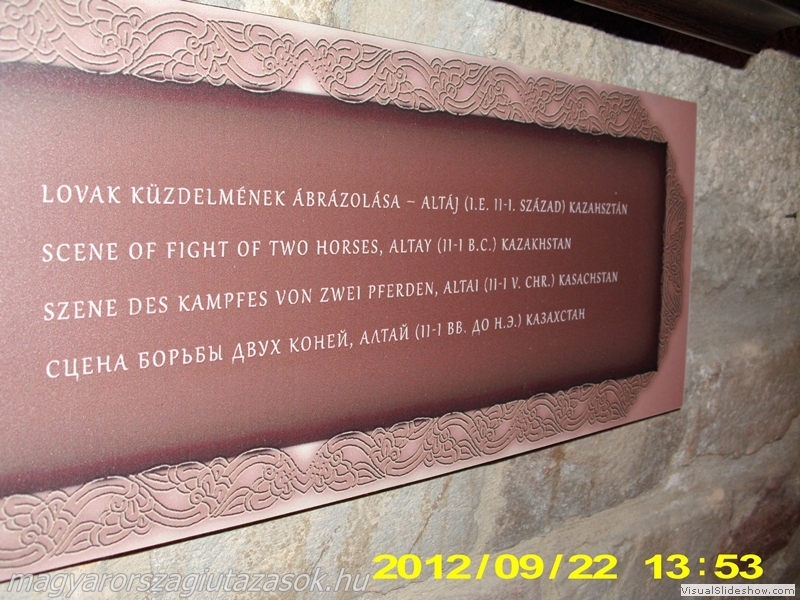 LOVAK KÜZDELMÉNEK ÁBRÁZOLÁSA – ALTÁJ (I.E. II-I. SZÁZAD) KAZAHSZTÁN
SCENE OF FIGHT OF TWO HORSES, ALTAY (II-I B.C.) KAZAKHSTAN
SZENE DES KAMPFES VON ZWEI PFERDEN, ALTAI (II-I V. CHR.) KASACHSTAN
СЦЕНА БОРЬБЫ ДВУХ КОНЕЙ, АЛТАЙ (II-I ВВ. ДО Н.Э.) КАЗАХСТАН
2012/09/22 13:53
magyarorszagiutazasok.hu
VisualSlideshow.com